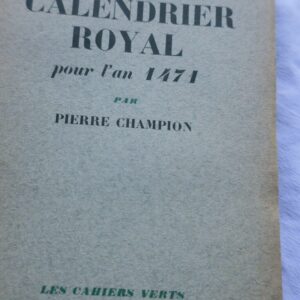 CALENDRIER
ROYAL
pour l'an 1471
PAR
PIERRE CHAMPION
LES CAHIERS VERTS